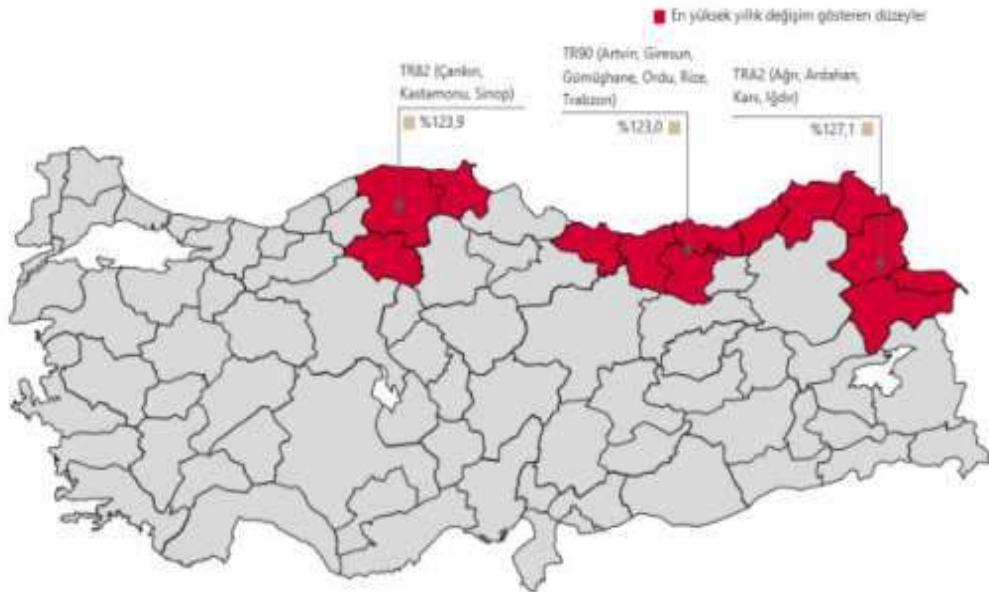 En yüksek yıllık değişim gösteren düzeyler
TR82 (Çankırı,
Kastamonu, Sinop)
%123,9
TR90 (Artvin, Giresun,
Gümüşhane, Ordu, Rize,
Trabzon)
%123,0
TRA2 (Ağrı, Ardahan,
Kars, Iğdır)
%127,1